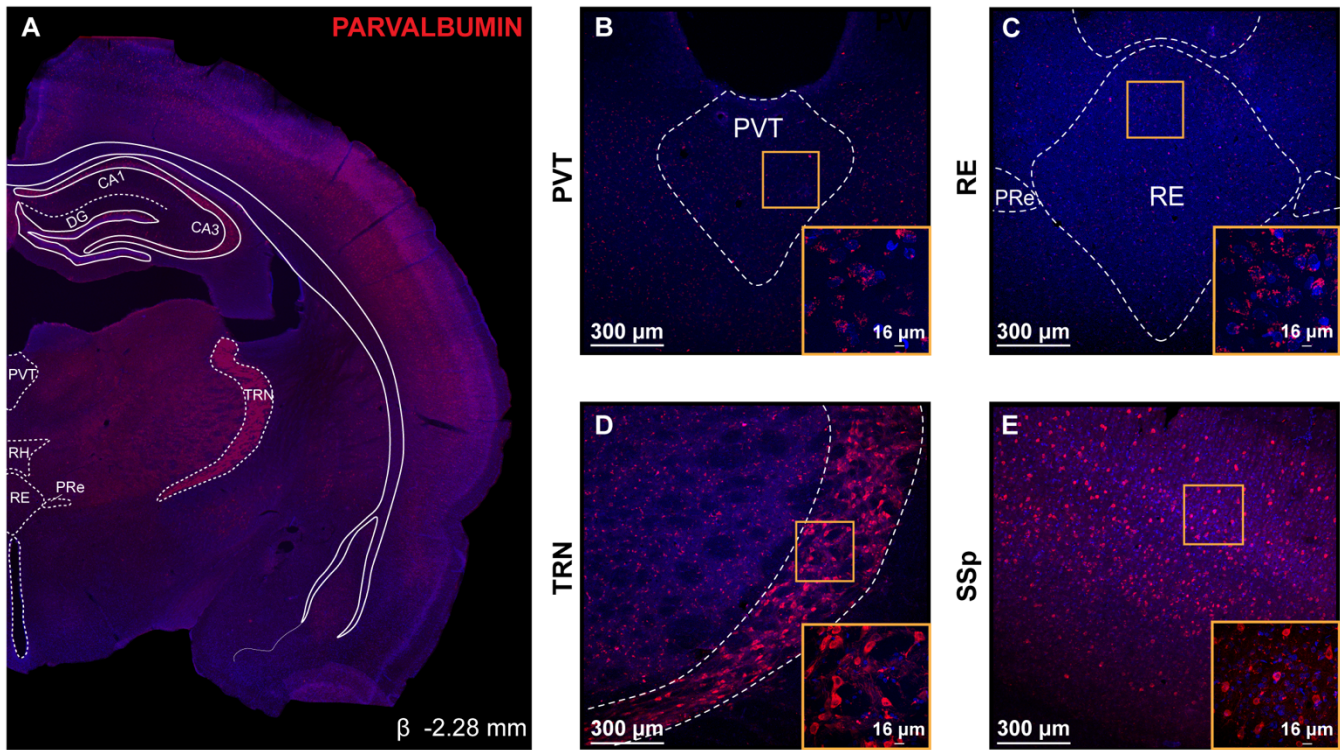 A
PARVALBUMIN
CA1
DG
CA3
PVT
TRN
RH
RE
PRe
β -2.28 mm
B
PV
PVT
PVT
300 µm
16 µm
C
RE
PRe
RE
300 µm
16 µm
D
TRN
300 µm
16 µm
E
SSp
300 µm
16 µm